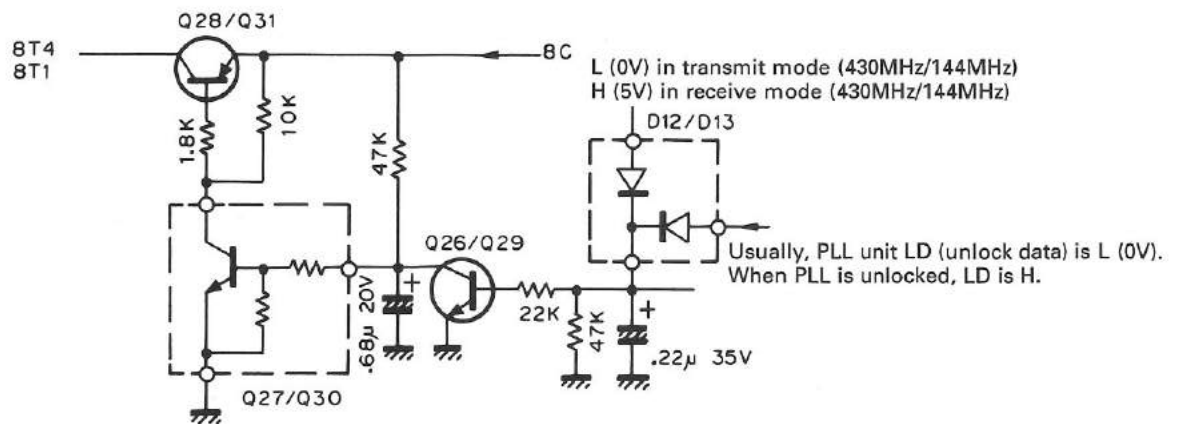 Q28/Q31
8T4
8T1
8C
L (0V) in transmit mode (430MHz/144MHz)
H (5V) in receive mode (430MHz/144MHz)
D12/D13
1.8K
10K
47K
Q26/Q29
Usually, PLL unit LD (unlock data) is L (0V).
When PLL is unlocked, LD is H.
+
.68μ 20V
22K
47K
+
.22μ 35V
Q27/Q30